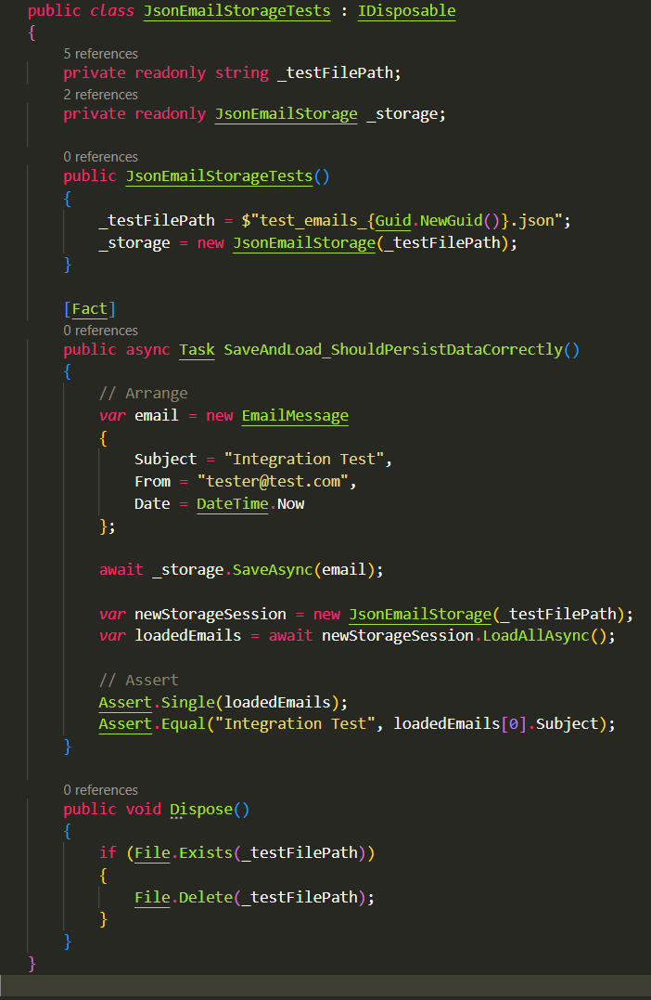 public class JsonEmailStorageTests : IDisposable
{
5 references
private readonly string _testFilePath;
2 references
private readonly JsonEmailStorage _storage;
0 references
public JsonEmailStorageTests()
{
_testFilePath = $"test_emails_{Guid.NewGuid()}.json";
_storage = new JsonEmailStorage(_testFilePath);
}
[Fact]
0 references
public async Task SaveAndLoad_ShouldPersistDataCorrectly()
{
// Arrange
var email = new EmailMessage
{
Subject = "Integration Test",
From = "tester@test.com",
Date = DateTime.Now
};
await _storage.SaveAsync(email);
var newStorageSession = new JsonEmailStorage(_testFilePath);
var loadedEmails = await newStorageSession.LoadAllAsync();
// Assert
Assert.Single(loadedEmails);
Assert.Equal("Integration Test", loadedEmails[0].Subject);
}
0 references
public void Dispose()
{
if (File.Exists(_testFilePath))
{
File.Delete(_testFilePath);
}
}
}